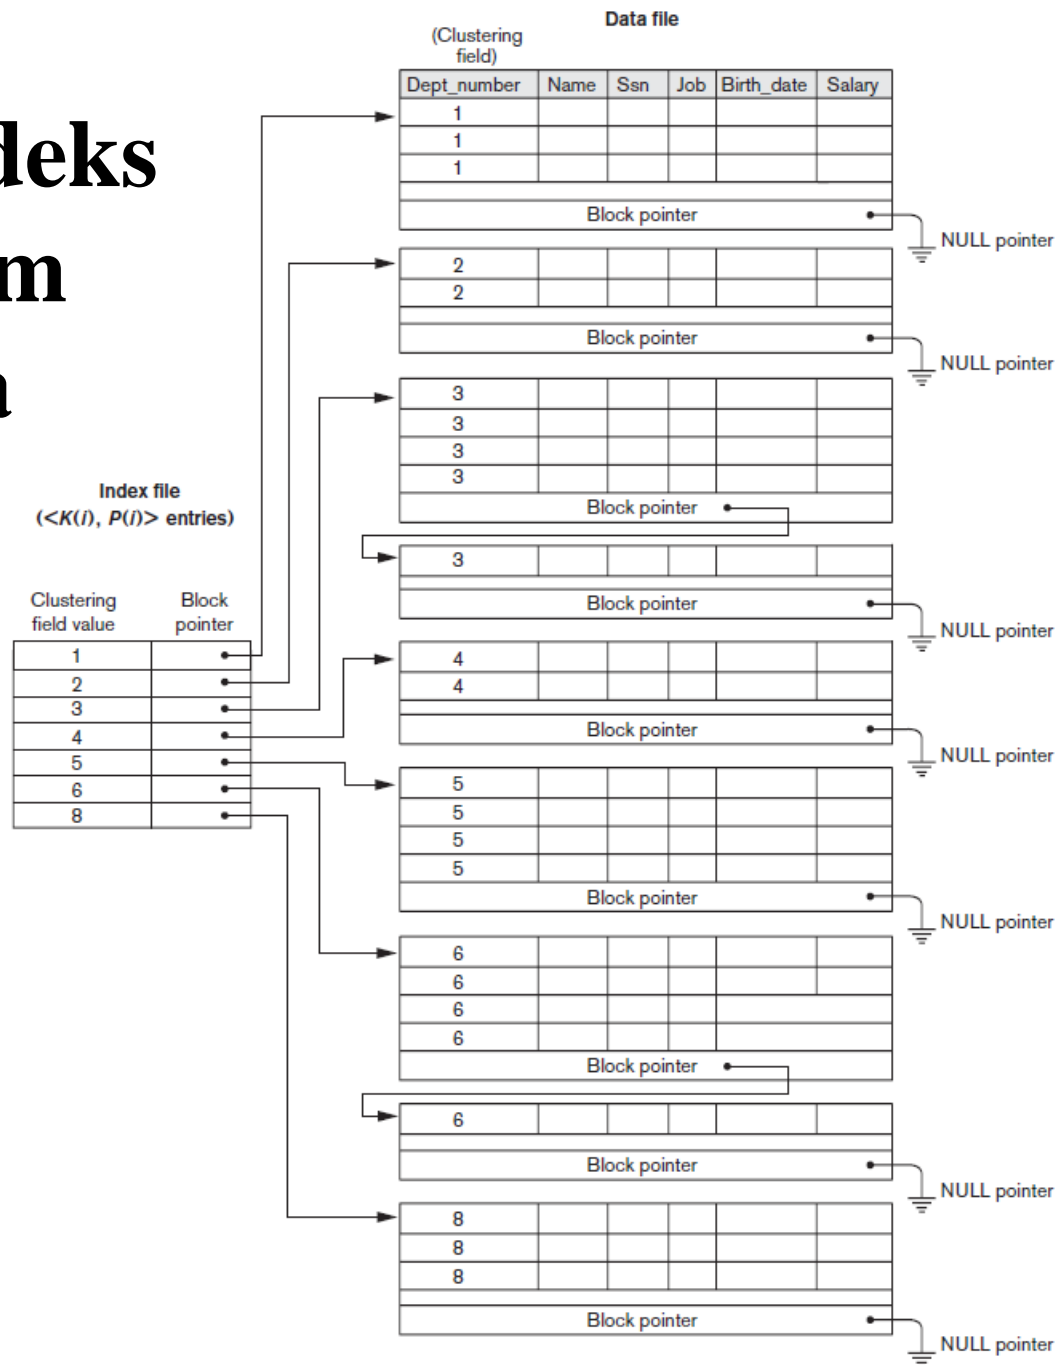 Data file
(Clustering
field)
Dept_number Name Ssn Job Birth_date Salary
1
1
1
Block pointer
NULL pointer
2
2
Block pointer
NULL pointer
3
3
3
3
Block pointer
3
Block pointer
NULL pointer
4
4
Block pointer
NULL pointer
5
5
5
5
Block pointer
NULL pointer
6
6
6
6
Block pointer
6
Block pointer
NULL pointer
8
8
8
Block pointer
NULL pointer
deks
m
a
Index file
(<K(i), P(i)> entries)
Clustering Block
field value pointer
1
2
3
4
5
6
8